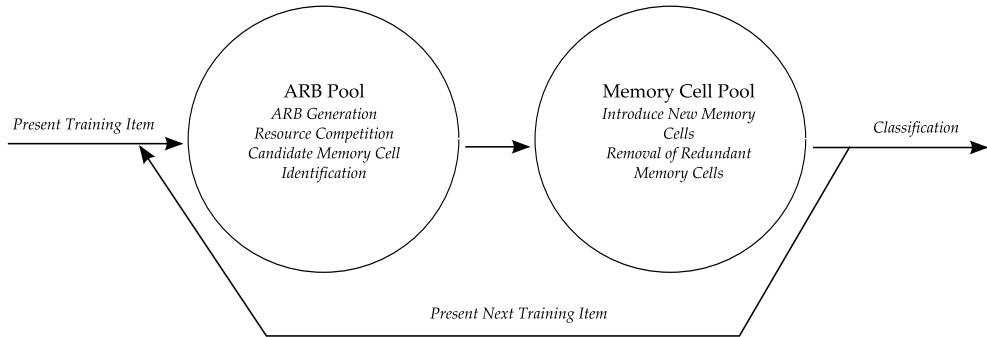 Present Training Item
ARB Pool
ARB Generation
Resource Competition
Candidate Memory Cell
Identification
Memory Cell Pool
Introduce New Memory
Cells
Removal of Redundant
Memory Cells
Classification
Present Next Training Item